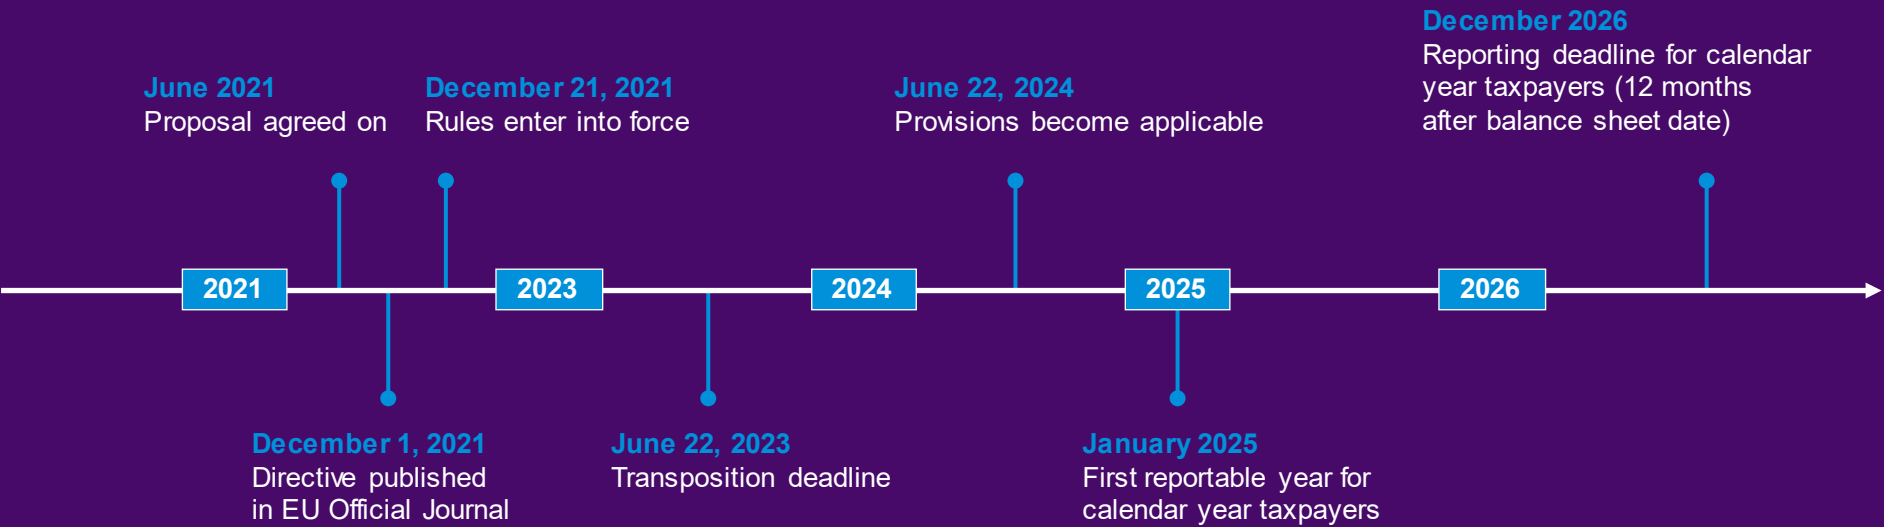 December 2026
Reporting deadline for calendar
year taxpayers (12 months
after balance sheet date)
June 2021
Proposal agreed on
December 21, 2021
Rules enter into force
June 22, 2024
Provisions become applicable
2021
2023
2024
2025
2026
December 1, 2021
Directive published
in EU Official Journal
June 22, 2023
Transposition deadline
January 2025
First reportable year for
calendar year taxpayers